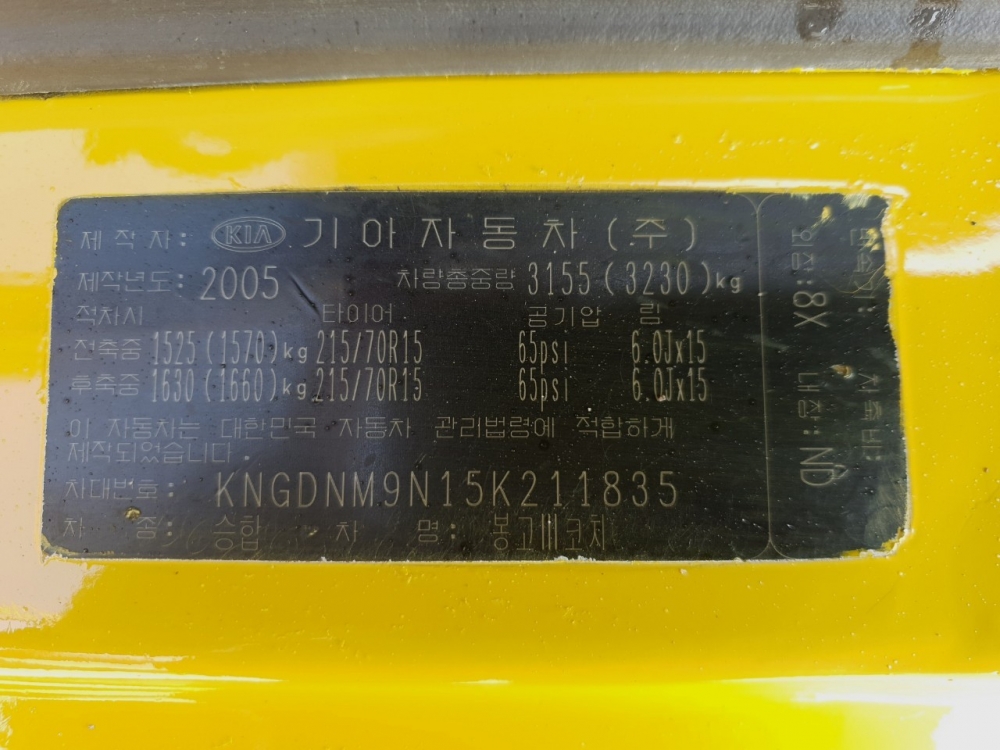 제작자: KIA 기아자동차(주)
제작년도: 2005 차량총중량 3155(3230)kg
적차시 타이어 공기압 림
전축중 1525(1570)kg 215/70R15 65psi 6.0Jx15
후축중 1630(1660)kg 215/70R15 65psi 6.0Jx15
이 자동차는 대한민국 자동차 관리법령에 적합하게
제작되었습니다.
차대번호: KNGDNM9N15K211835
차 종: 승합 차 명: 봉고III코치
외장:8X 내장:ND